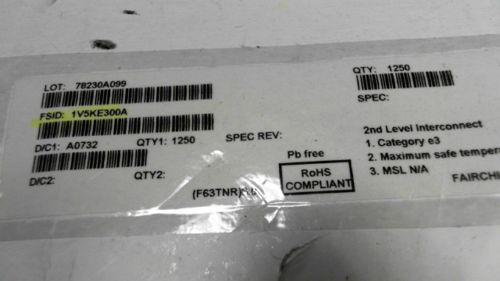 LOT: 78230A099
QTY: 1250
FSID: 1V5KE300A
SPEC:
D/C1: A0732 QTY1: 1250 SPEC REV:
D/C2: QTY2:
Pb free
RoHS
COMPLIANT
(F63TNR)
2nd Level Interconnect
1. Category e3
2. Maximum safe temper
3. MSL N/A
FAIRCHI